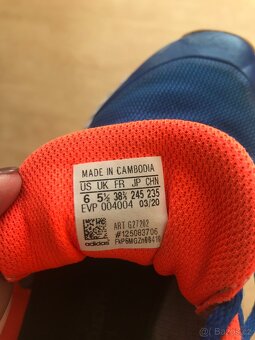 MADE IN CAMBODIA
US UK FR JP CHN
6 5½ 38⅔ 245 235
EVP 004004 03/20
ART G27282
#125083706
adidas